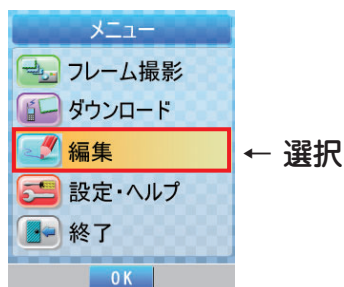 メニュー
フレーム撮影
ダウンロード
編集
← 選択
設定・ヘルプ
終了
OK